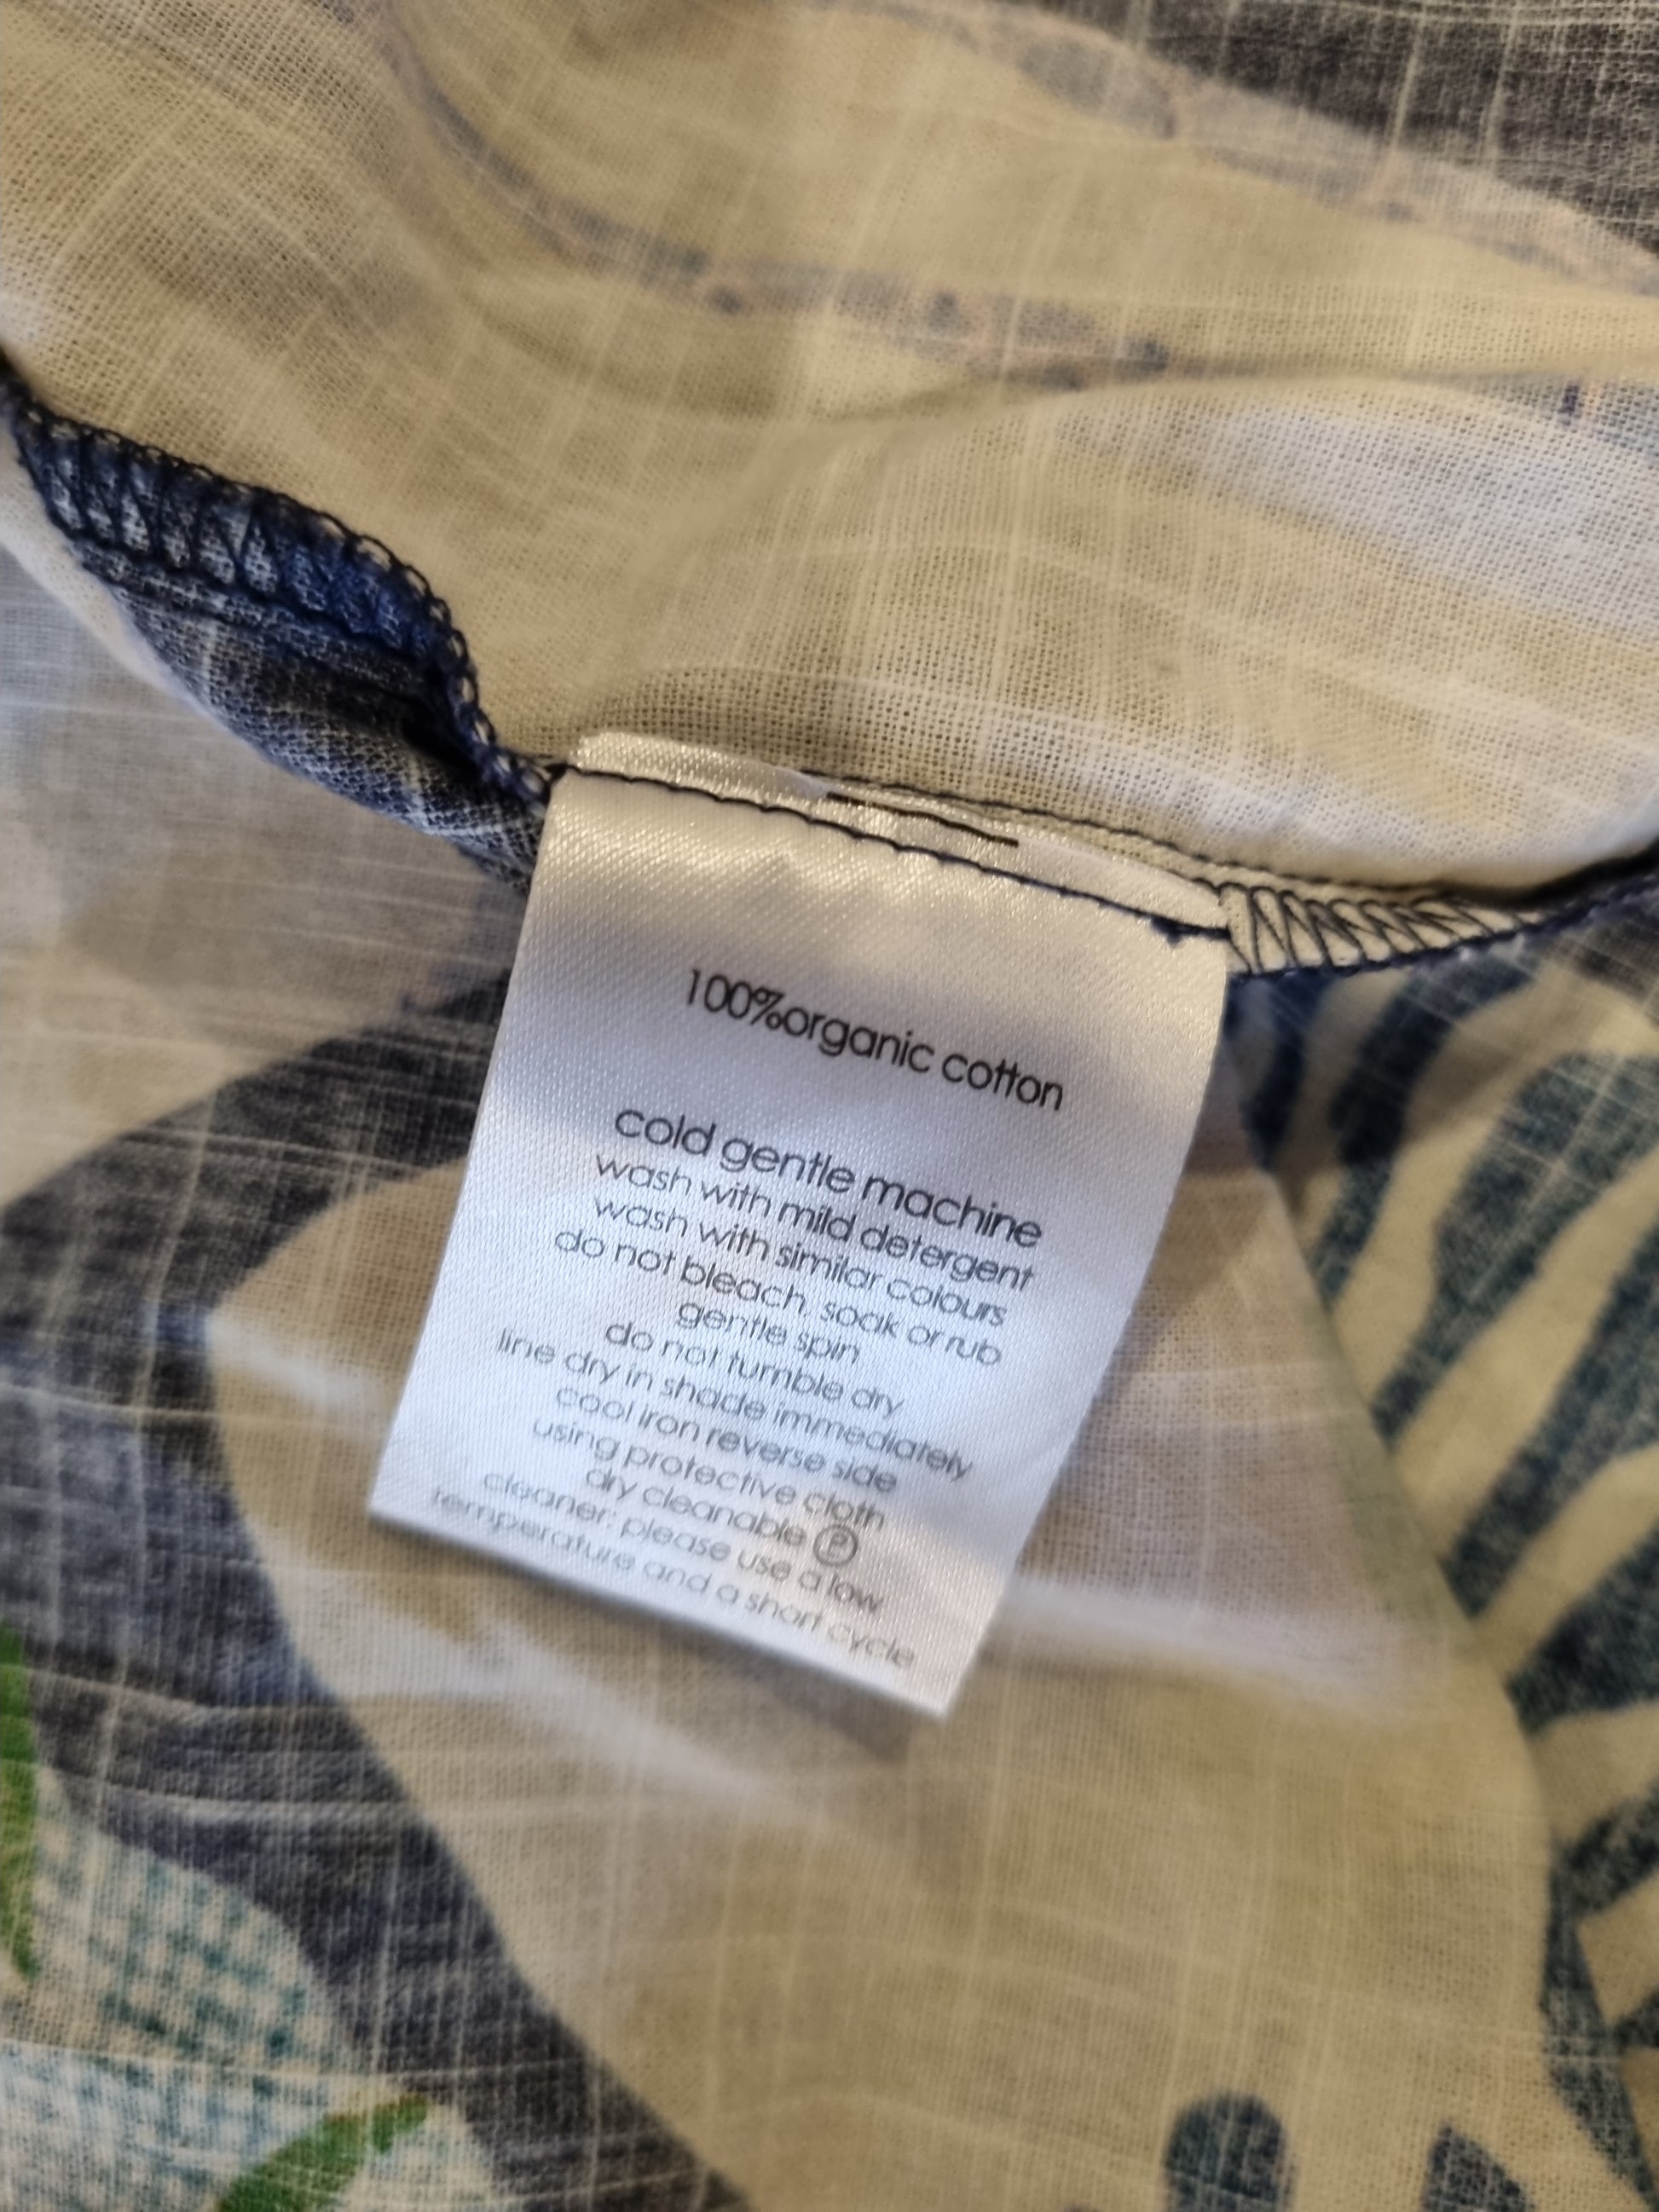 100%organic cotton
cold gentle machine
wash with mild detergent
wash with similar colours
do not bleach, soak or rub
gentle spin
do not tumble dry
line dry in shade immediately
cool iron reverse side
using protective cloth
dry cleanable Ⓟ
cleaner: please use a low
temperature and a short cycle